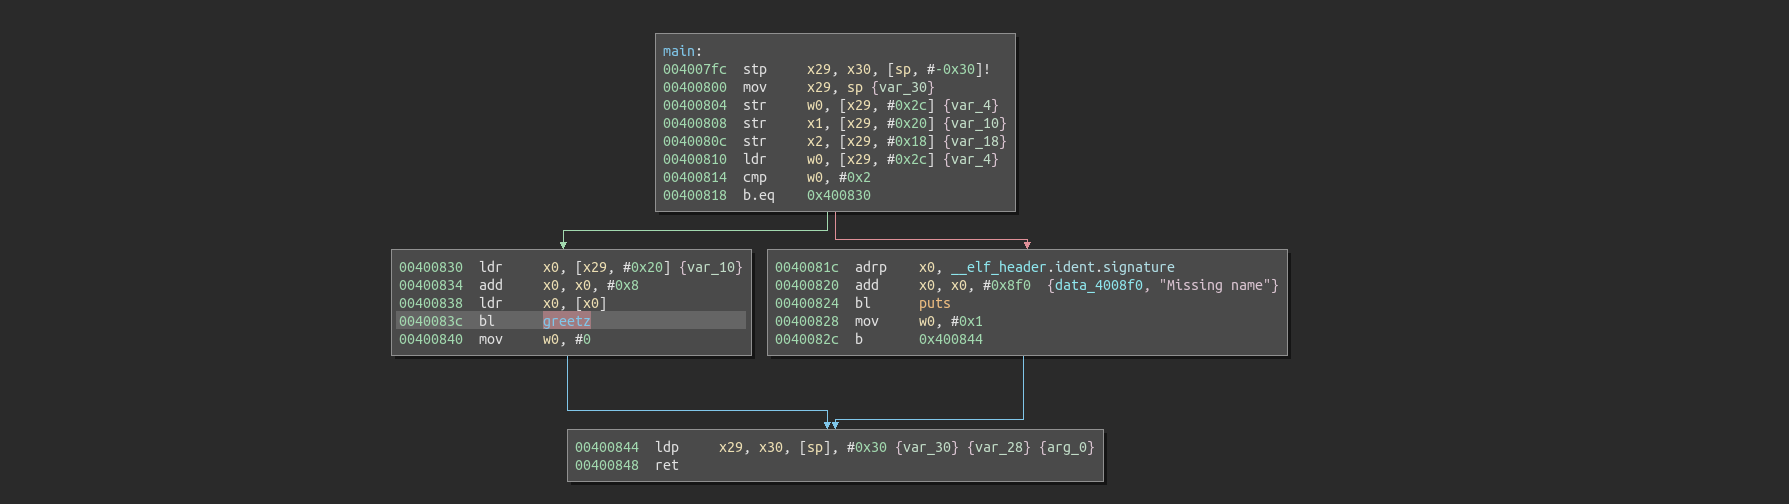 main:
004007fc stp x29, x30, [sp, #-0x30]!
00400800 mov x29, sp {var_30}
00400804 str w0, [x29, #0x2c] {var_4}
00400808 str x1, [x29, #0x20] {var_10}
0040080c str x2, [x29, #0x18] {var_18}
00400810 ldr w0, [x29, #0x2c] {var_4}
00400814 cmp w0, #0x2
00400818 b.eq 0x400830
00400830 ldr x0, [x29, #0x20] {var_10}
00400834 add x0, x0, #0x8
00400838 ldr x0, [x0]
0040083c bl greetz
00400840 mov w0, #0
0040081c adrp x0, __elf_header.ident.signature
00400820 add x0, x0, #0x8f0 {data_4008f0, "Missing name"}
00400824 bl puts
00400828 mov w0, #0x1
0040082c b 0x400844
00400844 ldp x29, x30, [sp], #0x30 {var_30} {var_28} {arg_0}
00400848 ret